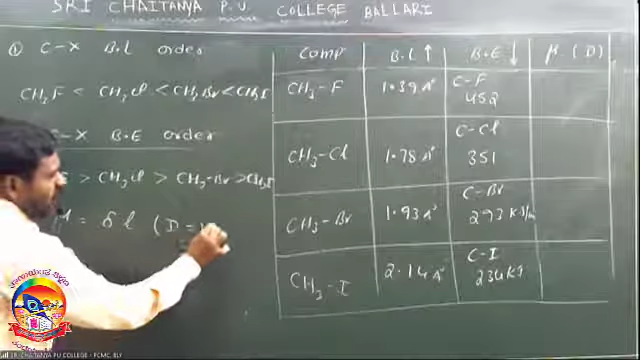 SRI CHAITANYA P.U COLLEGE BALLARI
① C-X B.L order
CH3F < CH3Cl < CH3Br < CH3I
C-X B.E order
> CH3Cl > CH3-Br > CH3I
μ = δ l (D =
Comp B.L ↑ B.E ↓ μ (D)
CH3-F 1.39 A° C-F 452
CH3-Cl 1.78 A° C-Cl 351
CH3-Br 1.93 A° C-Br 293 KJ/m
CH3-I 2.14 A° C-I 234 KJ
SRI CHAITANYA PU COLLEGE - PCMC, BLY